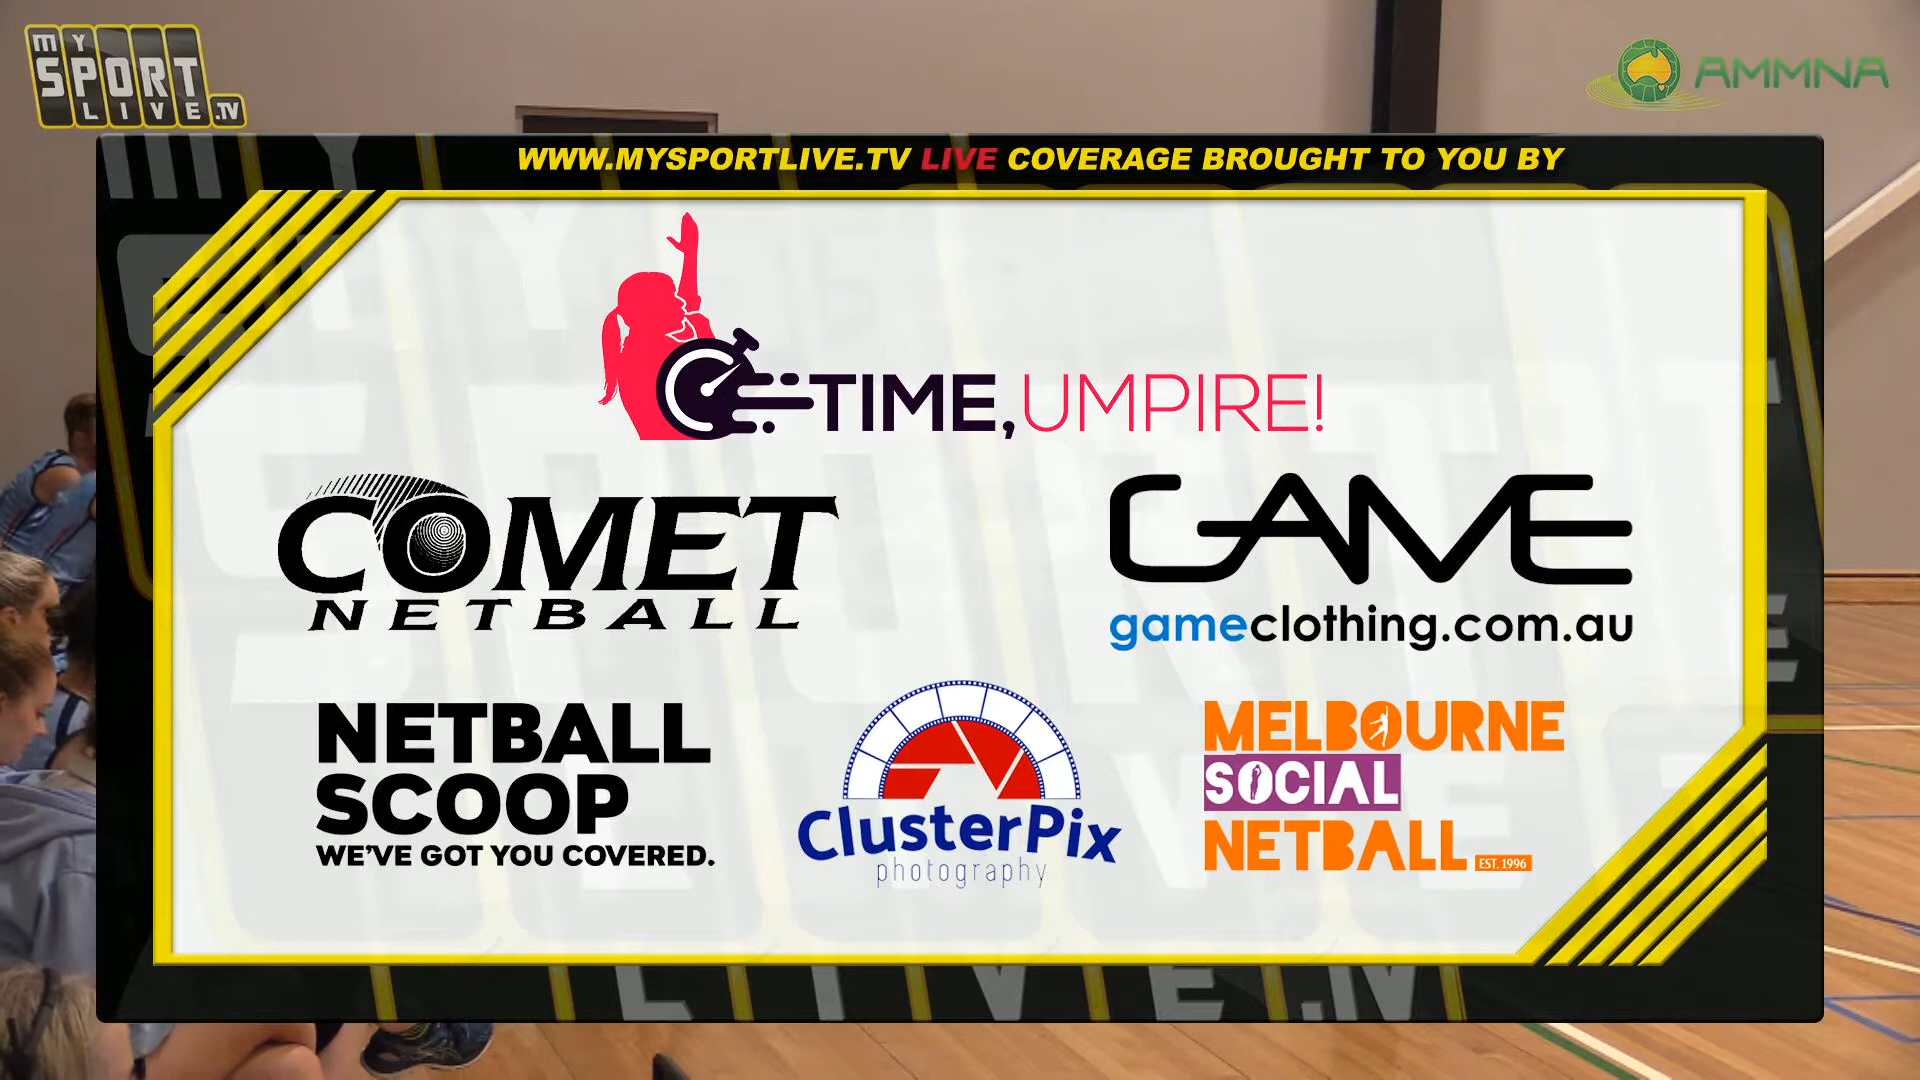 MY
SPORT
LIVE.TV
AMMNA
WWW.MYSPORTLIVE.TV LIVE COVERAGE BROUGHT TO YOU BY
TIME, UMPIRE!
COMET
NETBALL
GAME
gameclothing.com.au
NETBALL
SCOOP
WE'VE GOT YOU COVERED.
ClusterPix
photography
MELBOURNE
SOCIAL
NETBALL
EST. 1996